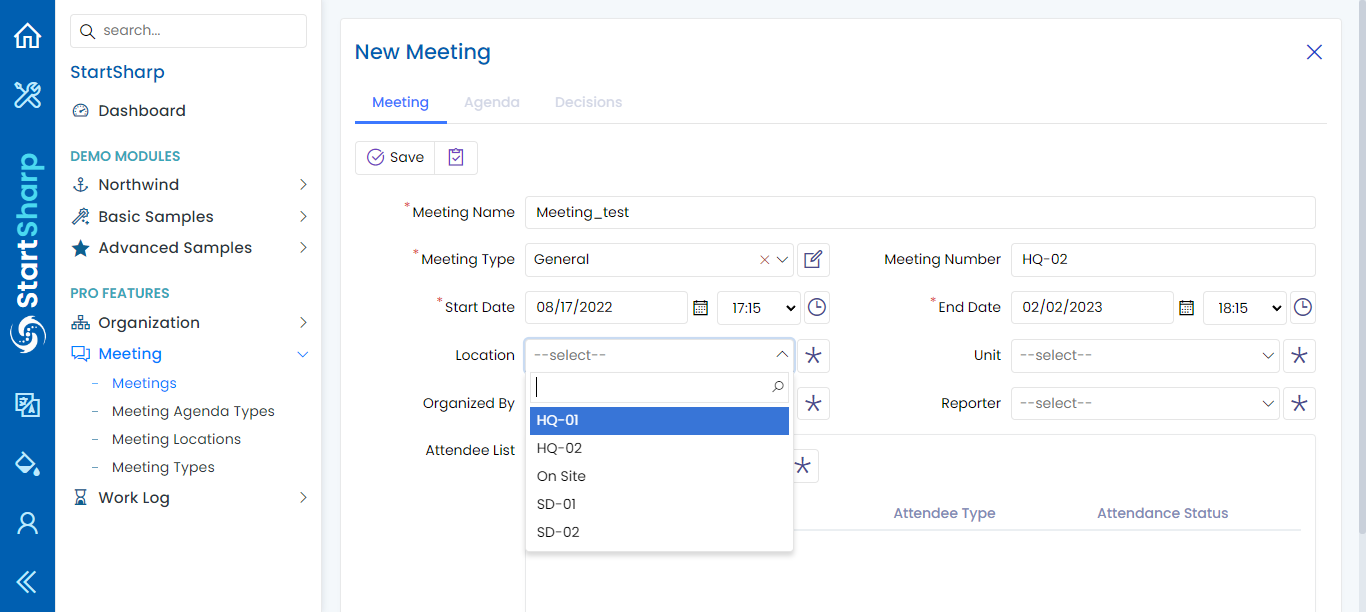 search...
StartSharp
Dashboard
DEMO MODULES
Northwind
Basic Samples
Advanced Samples
PRO FEATURES
Organization
Meeting
- Meetings
- Meeting Agenda Types
- Meeting Locations
- Meeting Types
Work Log
StartSharp
New Meeting
Meeting Agenda Decisions
Save
*Meeting Name Meeting_test
*Meeting Type General Meeting Number HQ-02
*Start Date 08/17/2022 17:15 *End Date 02/02/2023 18:15
Location --select-- Unit --select--
Organized By Reporter --select--
Attendee List
HQ-01
HQ-02
On Site
SD-01
SD-02
Attendee Type Attendance Status